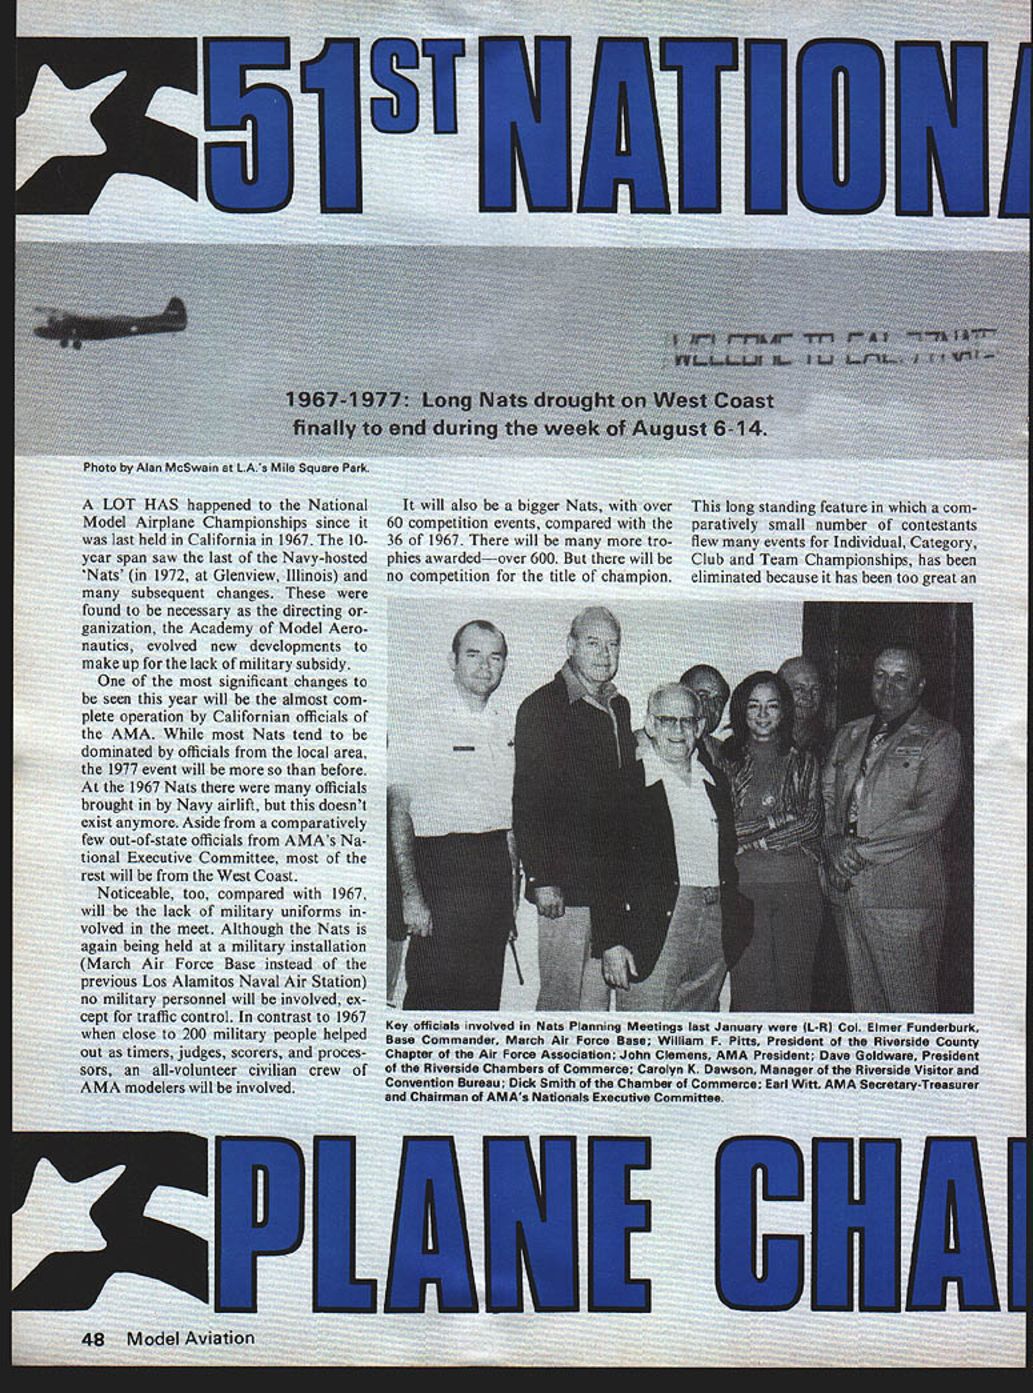 51ST NATION
WELCOME TO CAL. 77 NATS
1967-1977: Long Nats drought on West Coast
finally to end during the week of August 6-14.
Photo by Alan McSwain at L.A.'s Mile Square Park.
A LOT HAS happened to the National
Model Airplane Championships since it
was last held in California in 1967. The 10-
year span saw the last of the Navy-hosted
'Nats' (in 1972, at Glenview, Illinois) and
many subsequent changes. These were
found to be necessary as the directing or-
ganization, the Academy of Model Aero-
nautics, evolved new developments to
make up for the lack of military subsidy.
One of the most significant changes to
be seen this year will be the almost com-
plete operation by Californian officials of
the AMA. While most Nats tend to be
dominated by officials from the local area,
the 1977 event will be more so than before.
At the 1967 Nats there were many officials
brought in by Navy airlift, but this doesn't
exist anymore. Aside from a comparatively
few out-of-state officials from AMA's Na-
tional Executive Committee, most of the
rest will be from the West Coast.
Noticeable, too, compared with 1967,
will be the lack of military uniforms in-
volved in the meet. Although the Nats is
again being held at a military installation
(March Air Force Base instead of the
previous Los Alamitos Naval Air Station)
no military personnel will be involved, ex-
cept for traffic control. In contrast to 1967
when close to 200 military people helped
out as timers, judges, scorers, and proces-
sors, an all-volunteer civilian crew of
AMA modelers will be involved.
It will also be a bigger Nats, with over
60 competition events, compared with the
36 of 1967. There will be many more tro-
phies awarded—over 600. But there will be
no competition for the title of champion.
This long standing feature in which a com-
paratively small number of contestants
flew many events for Individual, Category,
Club and Team Championships, has been
eliminated because it has been too great an
Key officials involved in Nats Planning Meetings last January were (L-R) Col. Elmer Funderburk,
Base Commander, March Air Force Base; William F. Pitts, President of the Riverside County
Chapter of the Air Force Association; John Clemens, AMA President; Dave Goldware, President
of the Riverside Chambers of Commerce; Carolyn K. Dawson, Manager of the Riverside Visitor and
Convention Bureau; Dick Smith of the Chamber of Commerce; Earl Witt, AMA Secretary-Treasurer
and Chairman of AMA's Nationals Executive Committee.
PLANE CHA
48 Model Aviation